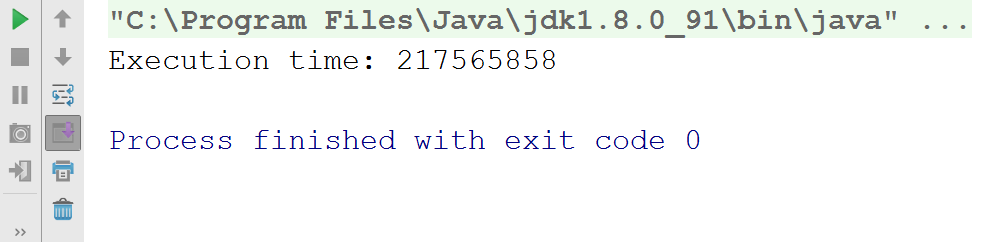 "C:\Program Files\Java\jdk1.8.0_91\bin\java" ...
Execution time: 217565858
Process finished with exit code 0